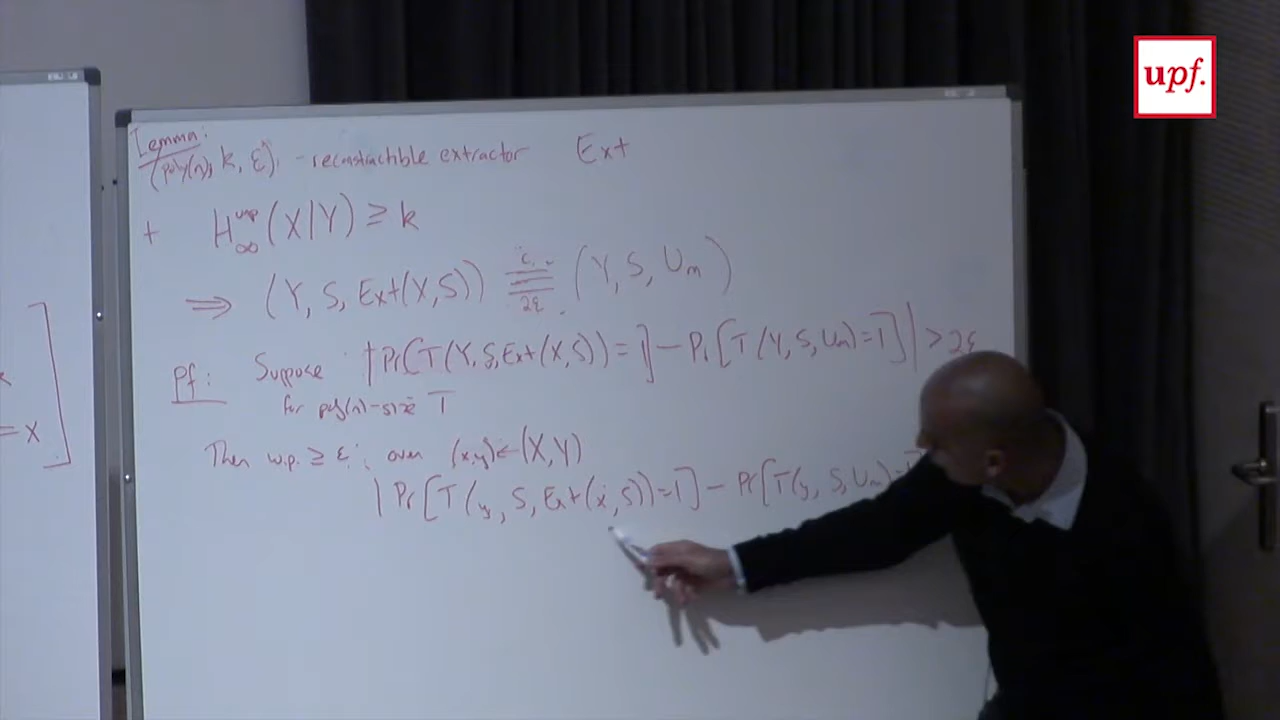 upf.
Lemma:
(poly(n), k, ε) -reconstructible extractor Ext
+ H∞^unp (X|Y) ≥ k
⇒ (Y, S, Ext(X,S)) ≡ 2ε (Y, S, Um)
Pf: Suppose |Pr[T(Y,S,Ext(X,S))=1] - Pr[T(Y,S,Um)=1]| > 2ε
for poly(n)-size T
Then w.p. ≥ ε, over (x,y)←(X,Y)
= X
|Pr[T(y, S, Ext(x,S))=1] - Pr[T(y, S, Um)=1